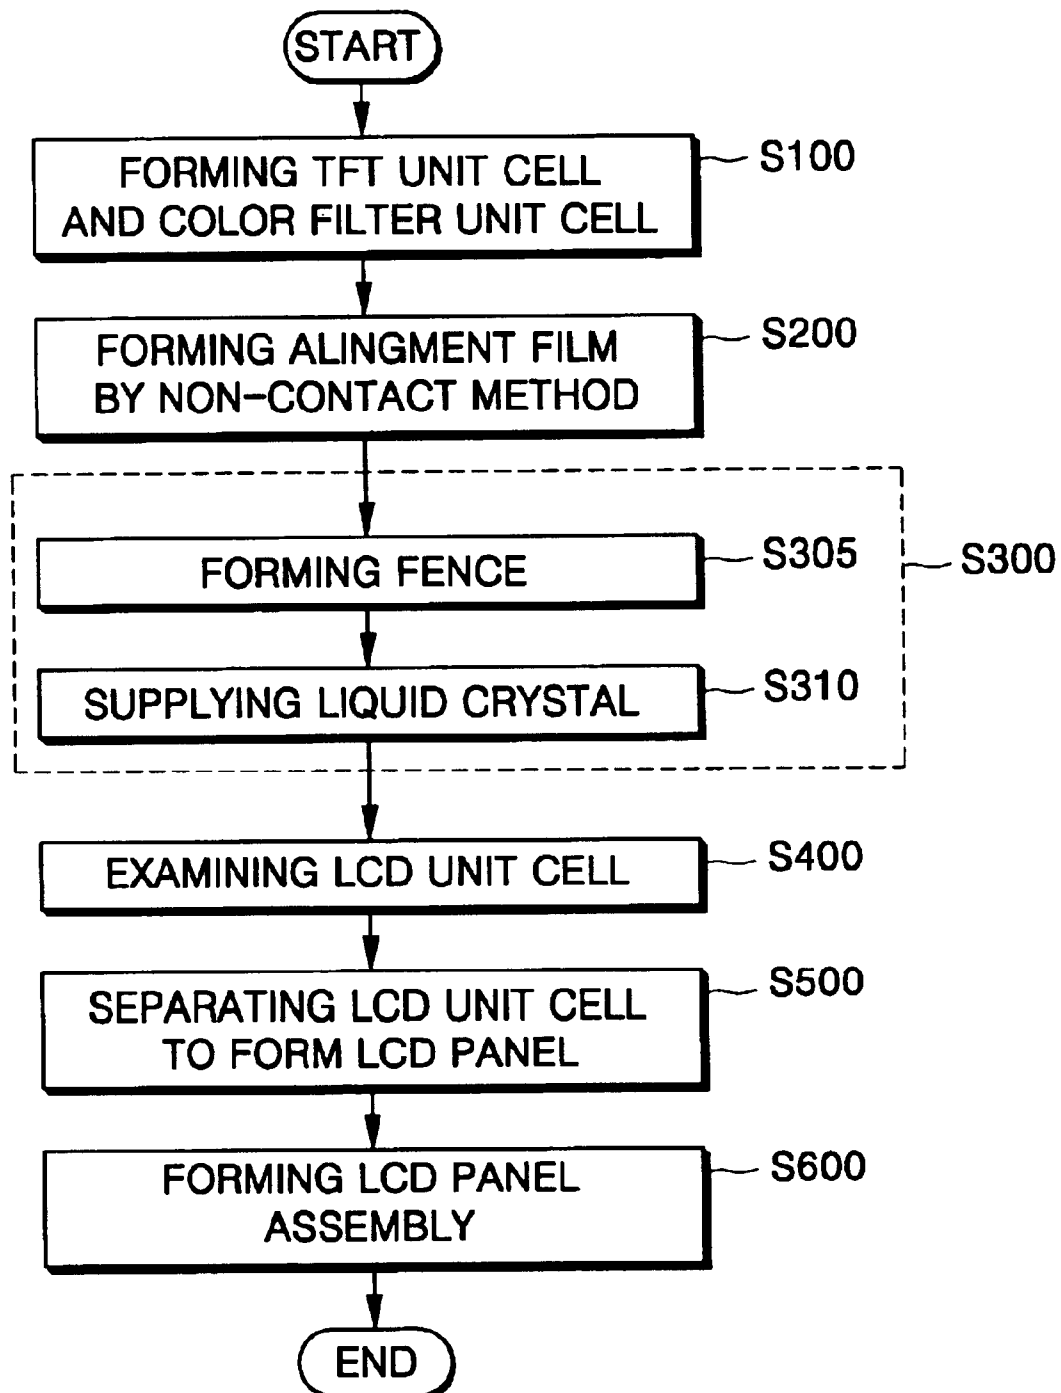 START
FORMING TFT UNIT CELL
AND COLOR FILTER UNIT CELL
S100
FORMING ALINGMENT FILM
BY NON-CONTACT METHOD
S200
FORMING FENCE
S305
S300
SUPPLYING LIQUID CRYSTAL
S310
EXAMINING LCD UNIT CELL
S400
SEPARATING LCD UNIT CELL
TO FORM LCD PANEL
S500
FORMING LCD PANEL
ASSEMBLY
S600
END